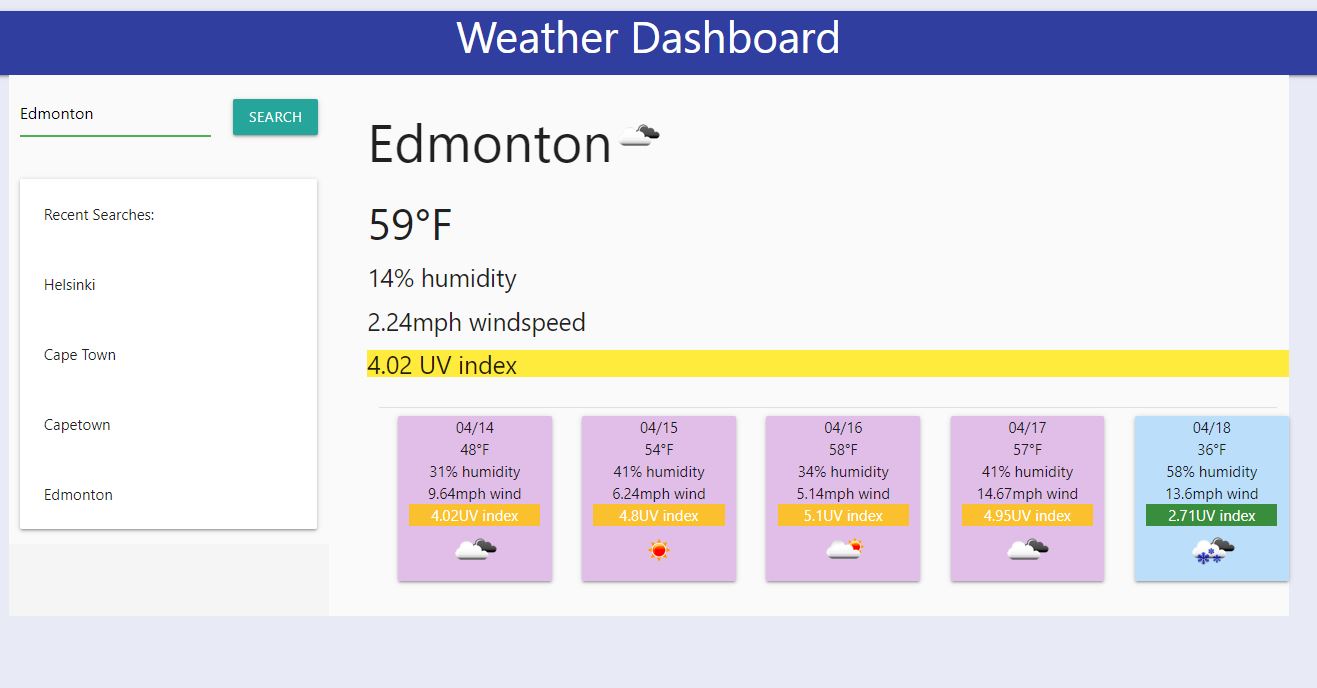 Weather Dashboard
Edmonton
SEARCH
Recent Searches:
Helsinki
Cape Town
Capetown
Edmonton
Edmonton
59°F
14% humidity
2.24mph windspeed
4.02 UV index
04/14
48°F
31% humidity
9.64mph wind
4.02UV index
04/15
54°F
41% humidity
6.24mph wind
4.8UV index
04/16
58°F
34% humidity
5.14mph wind
5.1UV index
04/17
57°F
41% humidity
14.67mph wind
4.95UV index
04/18
36°F
58% humidity
13.6mph wind
2.71UV index